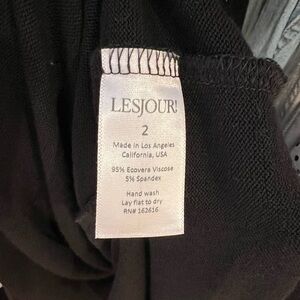 LESJOUR!
2
Made in Los Angeles
California, USA
95% Ecovera Viscose
5% Spandex
Hand wash
Lay flat to dry
RN# 162616